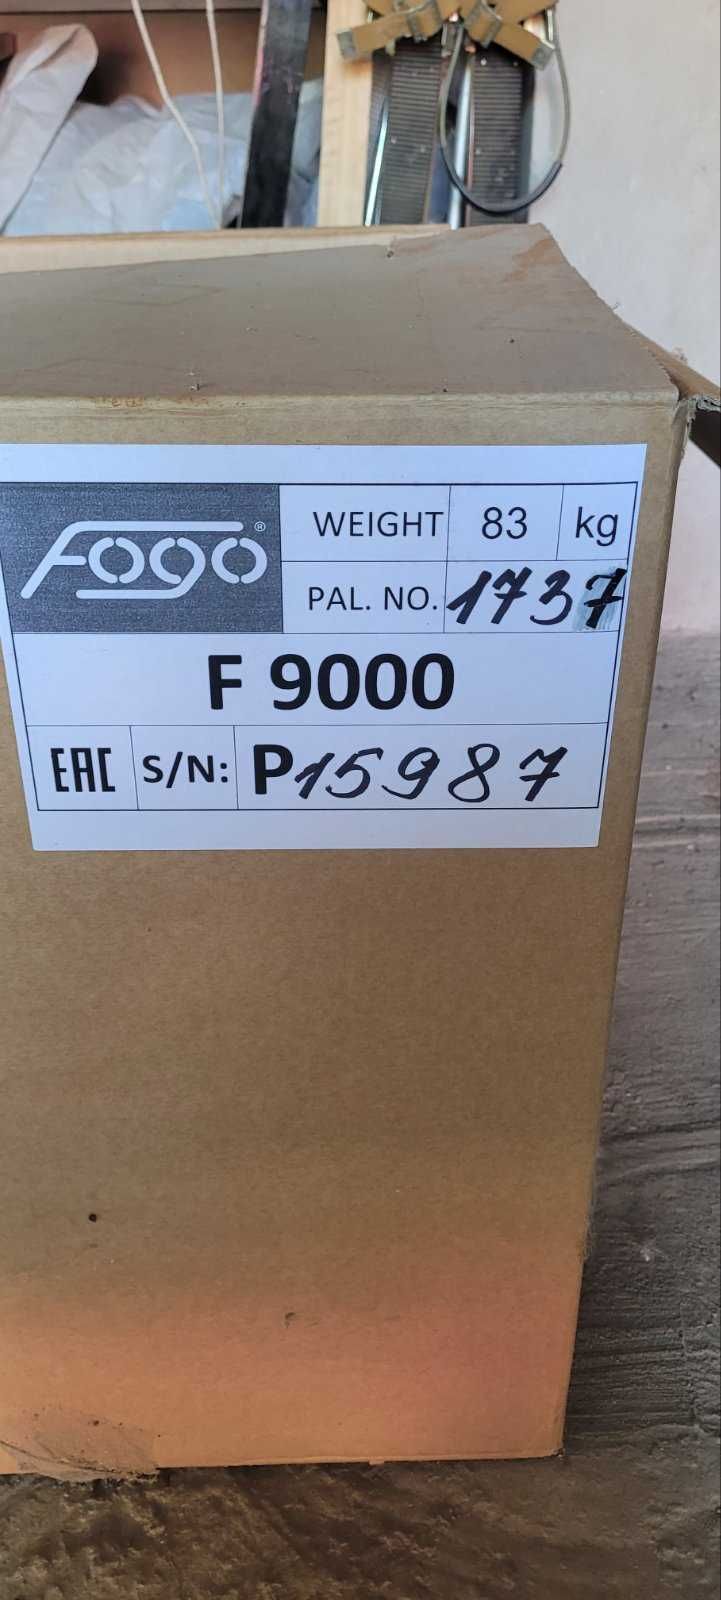 Fogo®
WEIGHT 83 kg
PAL. NO. 1737
F 9000
EAC S/N: P15987